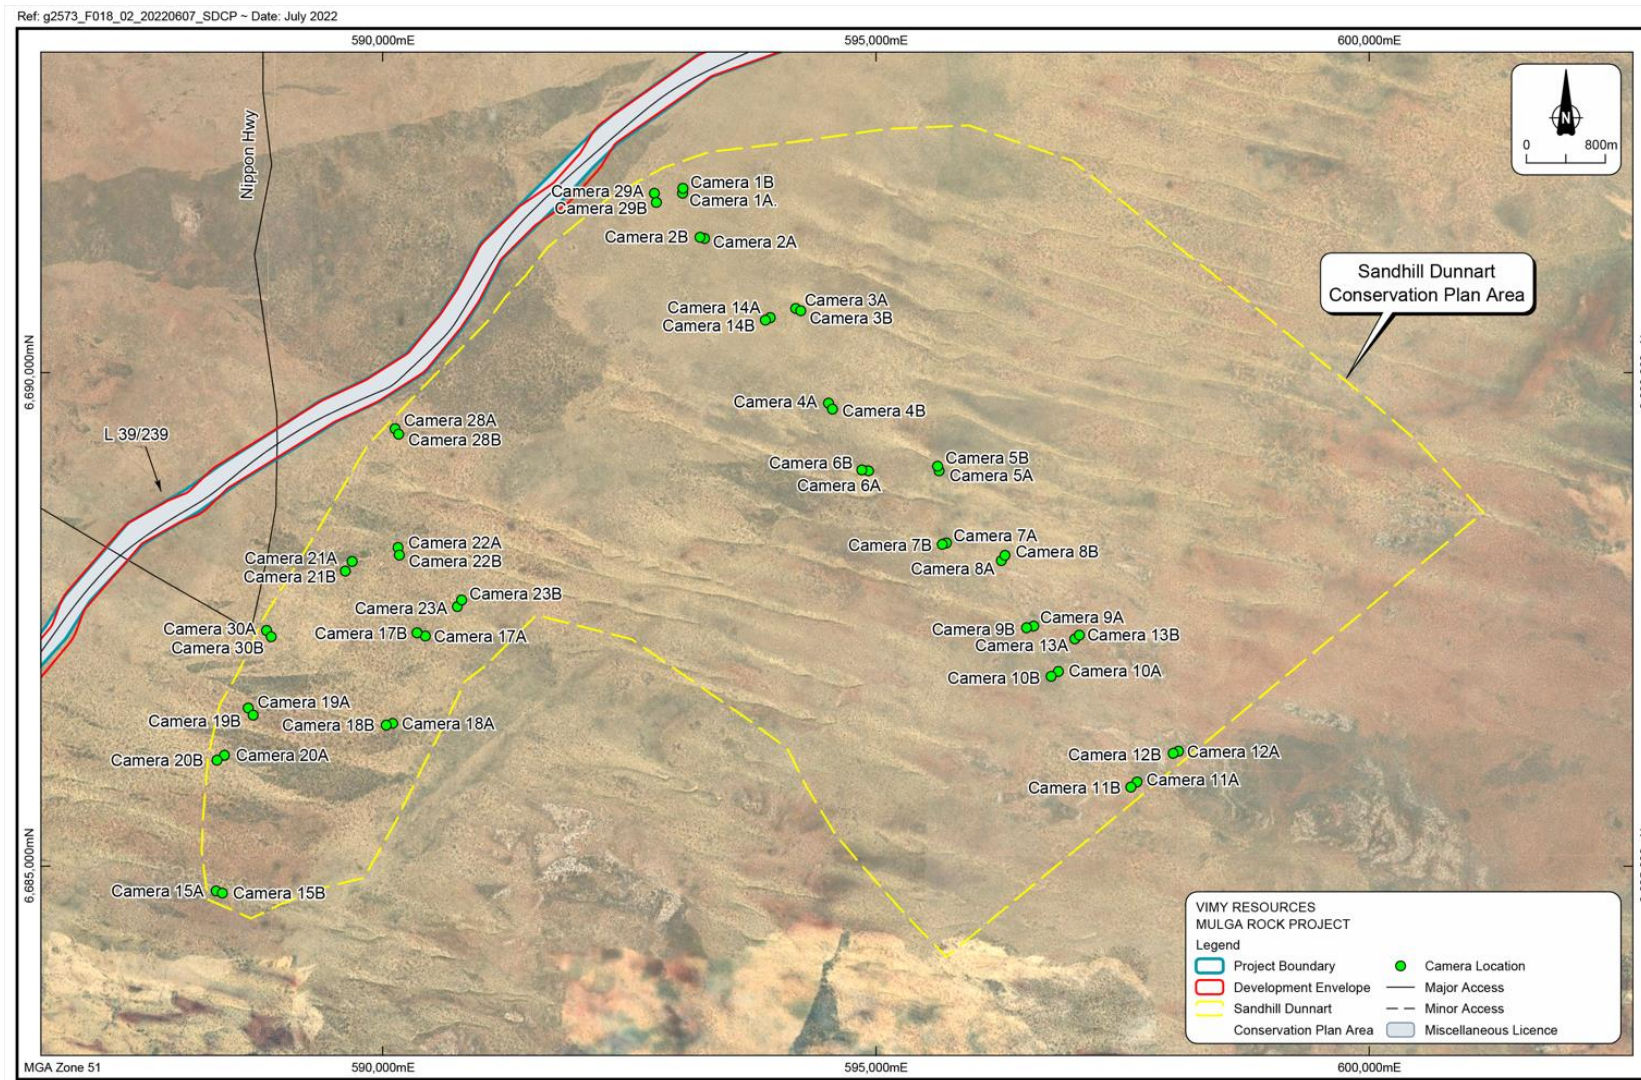 Ref: g2573_F018_02_20220607_SDCP ~ Date: July 2022
590,000mE
595,000mE
600,000mE
Nippon Hwy
N
0 800m
Camera 29A
Camera 29B
Camera 1B
Camera 1A.
Camera 2B
Camera 2A
Sandhill Dunnart
Conservation Plan Area
Camera 14A
Camera 14B
Camera 3A
Camera 3B
6,690,000mN
Camera 4A
Camera 4B
L 39/239
Camera 28A
Camera 28B
Camera 6B
Camera 6A
Camera 5B
Camera 5A
Camera 22A
Camera 22B
Camera 21A
Camera 21B
Camera 7B
Camera 7A
Camera 8B
Camera 8A
Camera 23B
Camera 23A
Camera 30A
Camera 30B
Camera 17B
Camera 17A
Camera 9A
Camera 9B
Camera 13B
Camera 13A
Camera 10A
Camera 10B
Camera 19A
Camera 19B
Camera 18B
Camera 18A
Camera 20B
Camera 20A
Camera 12B
Camera 12A
Camera 11B
Camera 11A
6,685,000mN
Camera 15A
Camera 15B
VIMY RESOURCES
MULGA ROCK PROJECT
Legend
Project Boundary
Development Envelope
Sandhill Dunnart
Conservation Plan Area
Camera Location
Major Access
Minor Access
Miscellaneous Licence
MGA Zone 51
590,000mE
595,000mE
600,000mE